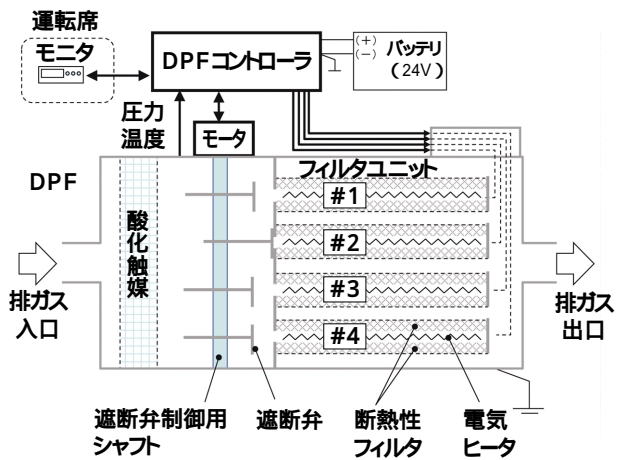 運転席
モニタ
DPFコントローラ
(+)
(−)
バッテリ
(24V)
圧力
温度
モータ
フィルタユニット
DPF
酸化触媒
#1
#2
#3
#4
排ガス
入口
排ガス
出口
遮断弁制御用
シャフト
遮断弁
断熱性
フィルタ
電気
ヒータ